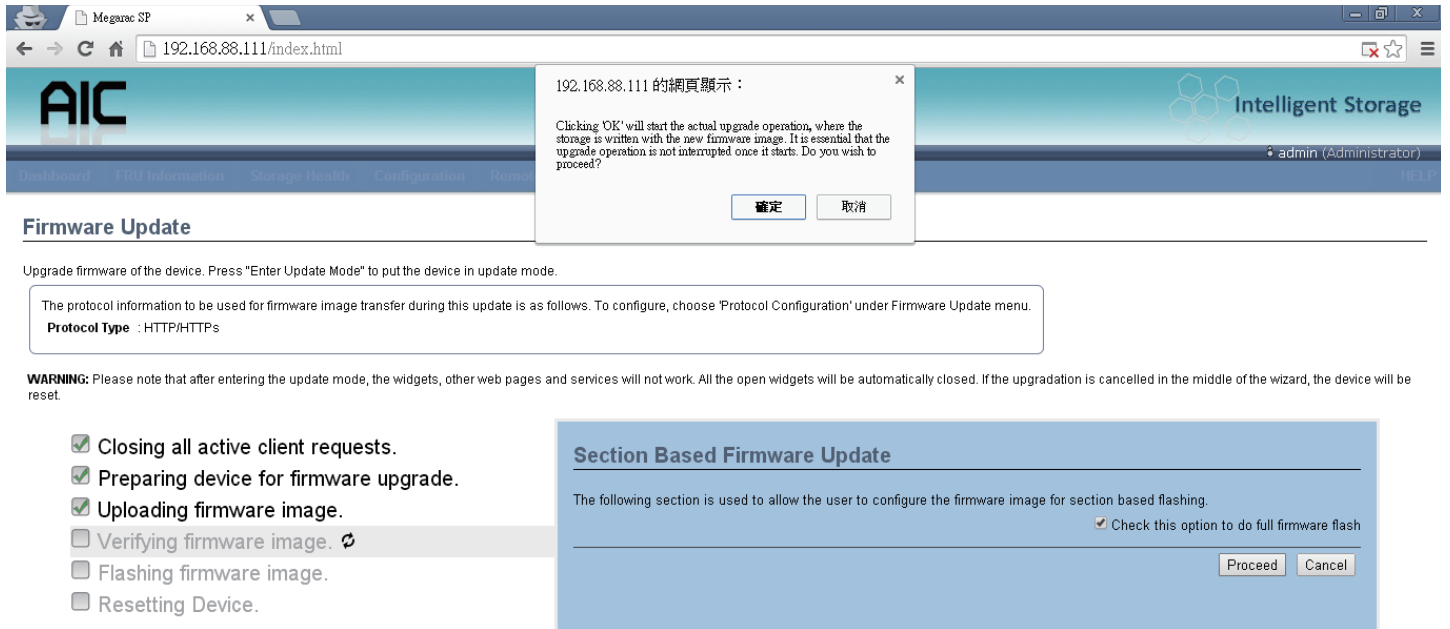 Megarac SP
192.168.88.111/index.html
AIC
Intelligent Storage
admin (Administrator)
Dashboard FRU Information Storage Health Configuration Remot
HELP
192.168.88.111 的網頁顯示：
Clicking 'OK' will start the actual upgrade operation, where the
storage is written with the new firmware image. It is essential that the
upgrade operation is not interrupted once it starts. Do you wish to
proceed?
確定 取消
Firmware Update
Upgrade firmware of the device. Press "Enter Update Mode" to put the device in update mode.
The protocol information to be used for firmware image transfer during this update is as follows. To configure, choose 'Protocol Configuration' under Firmware Update menu.
Protocol Type : HTTP/HTTPs
WARNING: Please note that after entering the update mode, the widgets, other web pages and services will not work. All the open widgets will be automatically closed. If the upgradation is cancelled in the middle of the wizard, the device will be
reset.
Closing all active client requests.
Preparing device for firmware upgrade.
Uploading firmware image.
Verifying firmware image.
Flashing firmware image.
Resetting Device.
Section Based Firmware Update
The following section is used to allow the user to configure the firmware image for section based flashing.
Check this option to do full firmware flash
Proceed Cancel